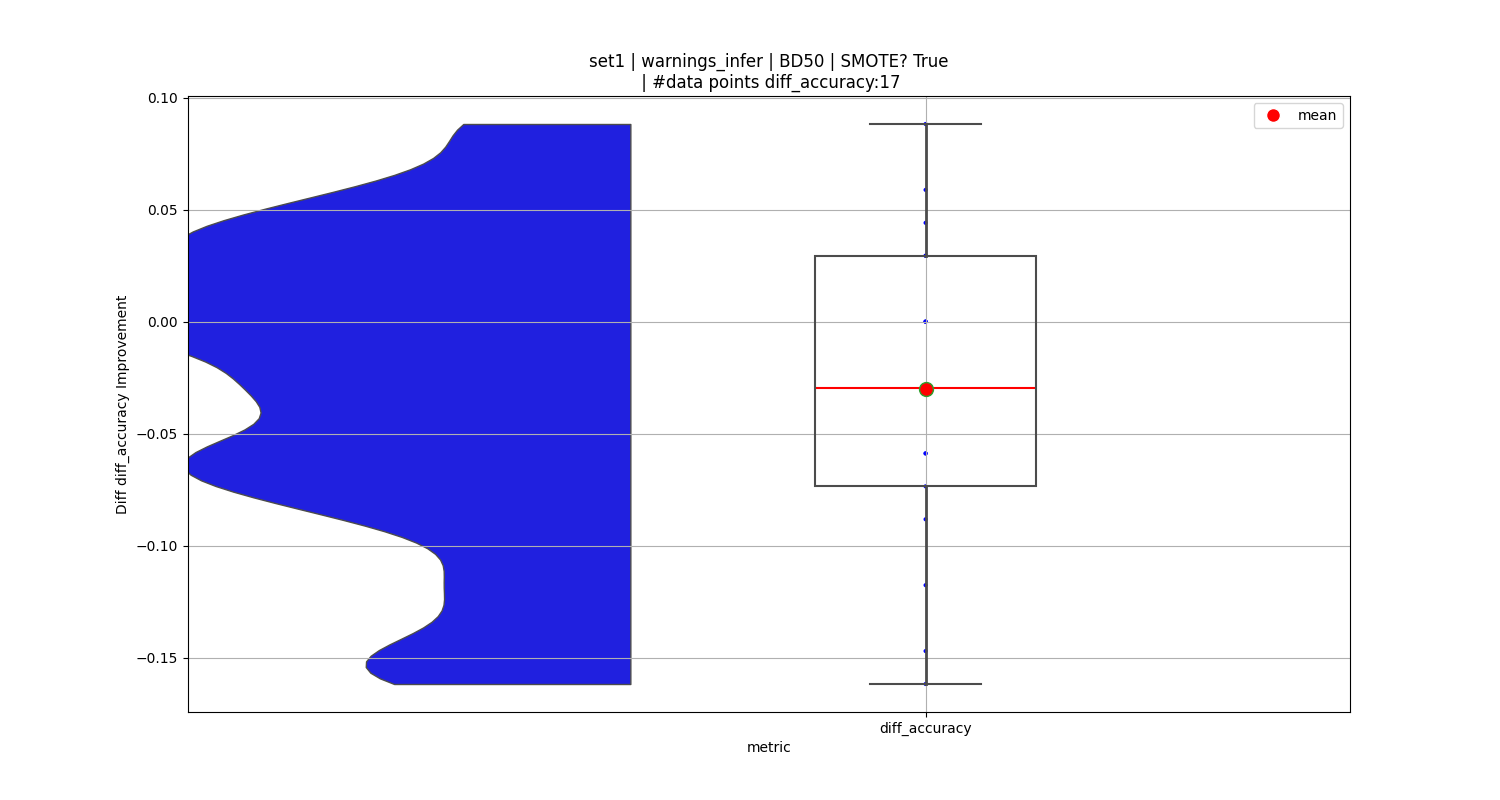 set1 | warnings_infer | BD50 | SMOTE? True
| #data points diff_accuracy:17
0.10
0.05
0.00
−0.05
−0.10
−0.15
Diff diff_accuracy Improvement
mean
diff_accuracy
metric